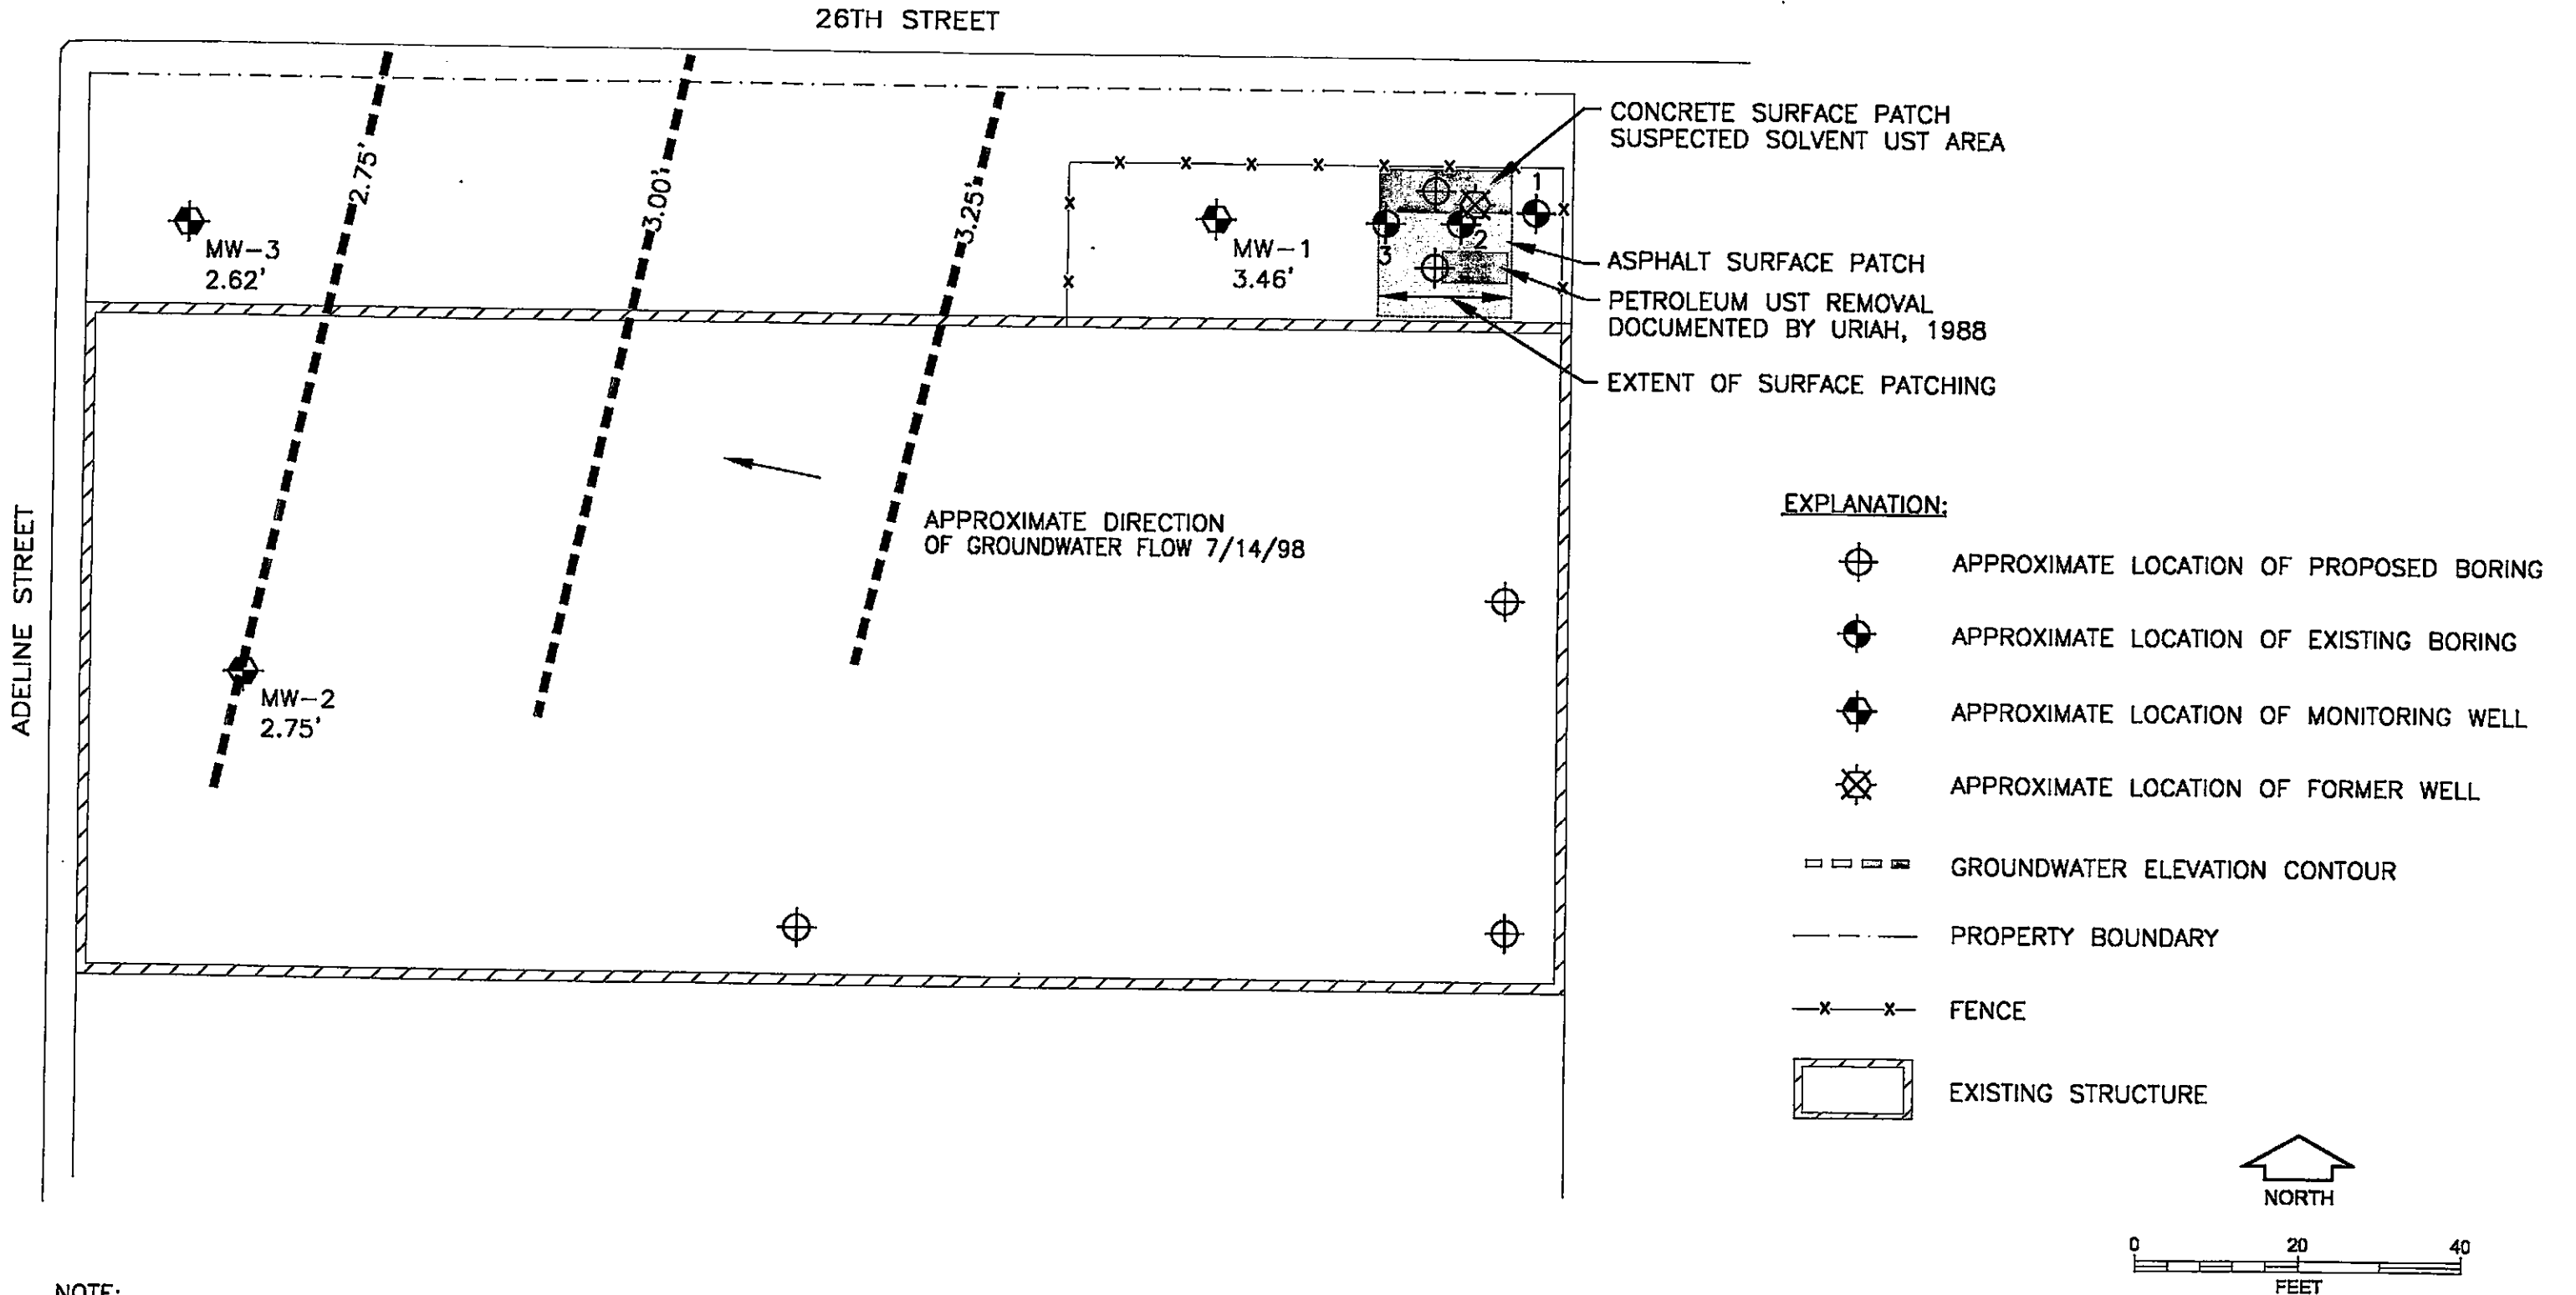 26TH STREET
CONCRETE SURFACE PATCH
SUSPECTED SOLVENT UST AREA
2.75'
3.00'
3.25'
1
MW-3
2.62'
MW-1
3.46'
3
2
ASPHALT SURFACE PATCH
PETROLEUM UST REMOVAL
DOCUMENTED BY URIAH, 1988
EXTENT OF SURFACE PATCHING
ADELINE STREET
APPROXIMATE DIRECTION
OF GROUNDWATER FLOW 7/14/98
MW-2
2.75'
EXPLANATION:
APPROXIMATE LOCATION OF PROPOSED BORING
APPROXIMATE LOCATION OF EXISTING BORING
APPROXIMATE LOCATION OF MONITORING WELL
APPROXIMATE LOCATION OF FORMER WELL
GROUNDWATER ELEVATION CONTOUR
PROPERTY BOUNDARY
FENCE
EXISTING STRUCTURE
NORTH
0 20 40
FEET
NOTE: